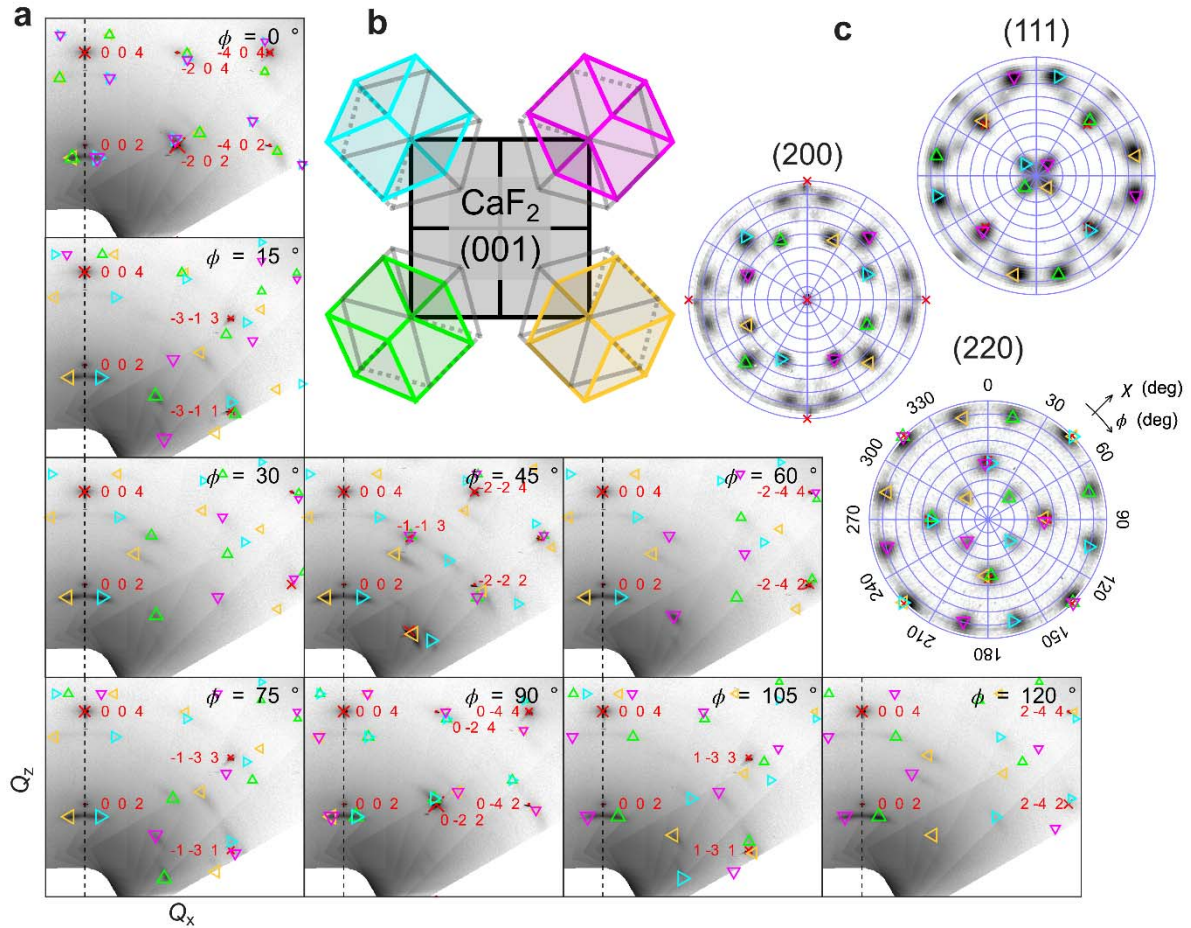 a
ϕ = 0 °
0 0 4
-4 0 4
-2 0 4
0 0 2
-4 0 2
-2 0 2
ϕ = 15 °
0 0 4
-3 -1 3
0 0 2
-3 -1 1
ϕ = 30 °
0 0 4
0 0 2
ϕ = 45 °
0 0 4
-2 -2 4
-1 -1 3
0 0 2
-2 -2 2
ϕ = 60 °
0 0 4
-2 -4 4
0 0 2
-2 -4 2
ϕ = 75 °
0 0 4
-1 -3 3
0 0 2
-1 -3 1
ϕ = 90 °
0 0 4
0 -4 4
0 -2 4
0 0 2
0 -4 2
0 -2 2
ϕ = 105 °
0 0 4
1 -3 3
0 0 2
1 -3 1
ϕ = 120 °
0 0 4
2 -4 4
0 0 2
2 -4 2
Qz
Qx
b
CaF2
(001)
c
(111)
(200)
(220)
χ (deg)
ϕ (deg)
0
30
60
90
120
150
180
210
240
270
300
330